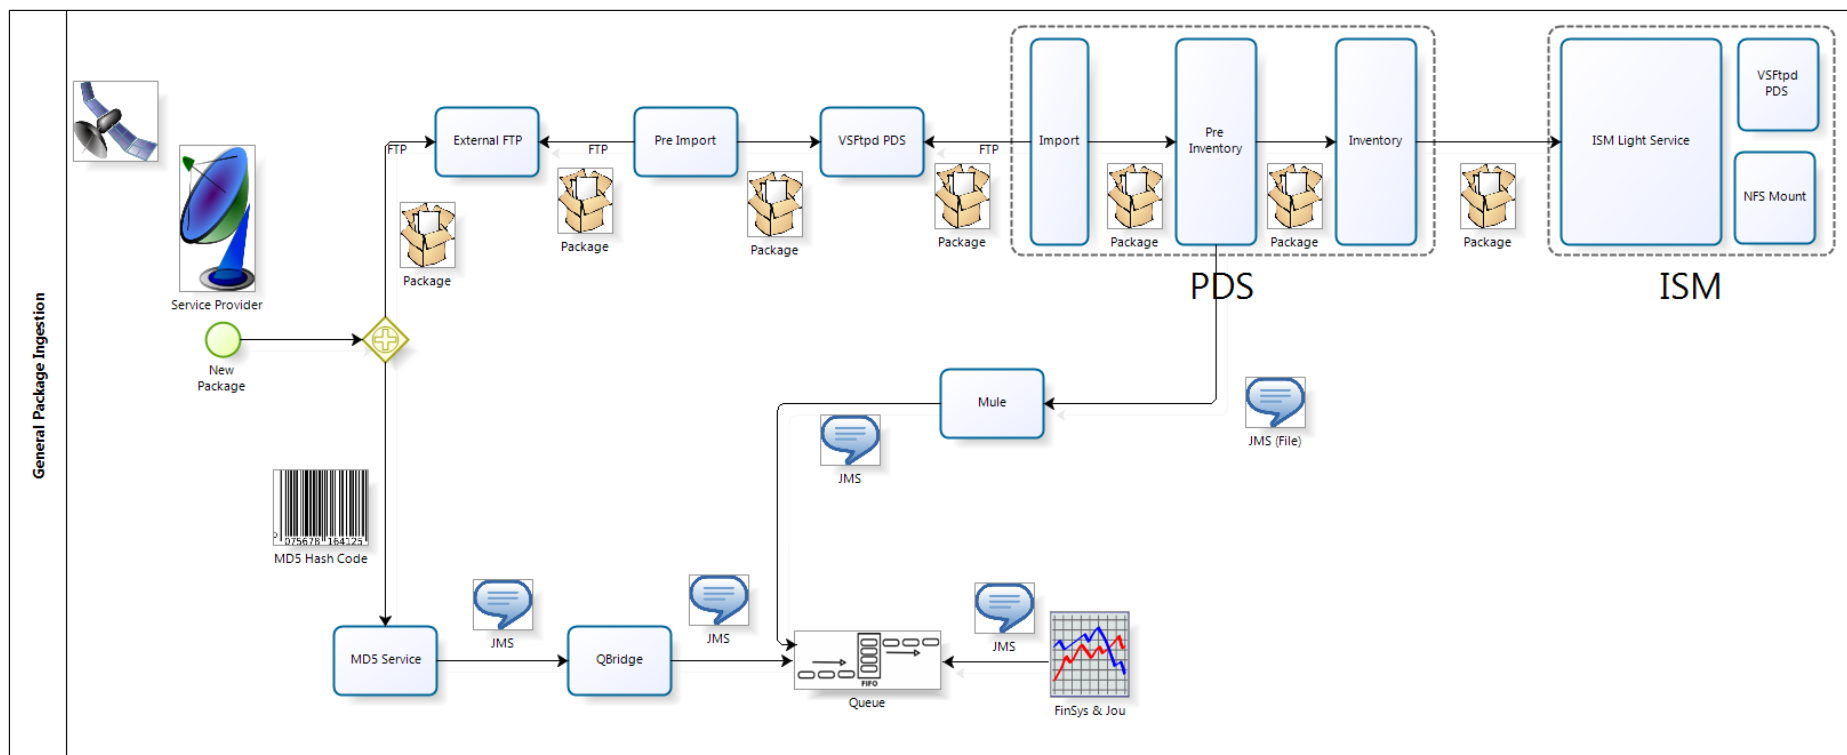 General Package Ingestion
Service Provider
New
Package
FTP
External FTP
FTP
Pre Import
VSFtpd PDS
FTP
Import
Pre
Inventory
Inventory
ISM Light Service
VSFtpd
PDS
NFS Mount
Package
Package
Package
Package
Package
Package
Package
PDS
ISM
Mule
JMS
JMS (File)
075678 164125
MD5 Hash Code
MD5 Service
JMS
QBridge
JMS
FIFO
Queue
JMS
FinSys & Jou